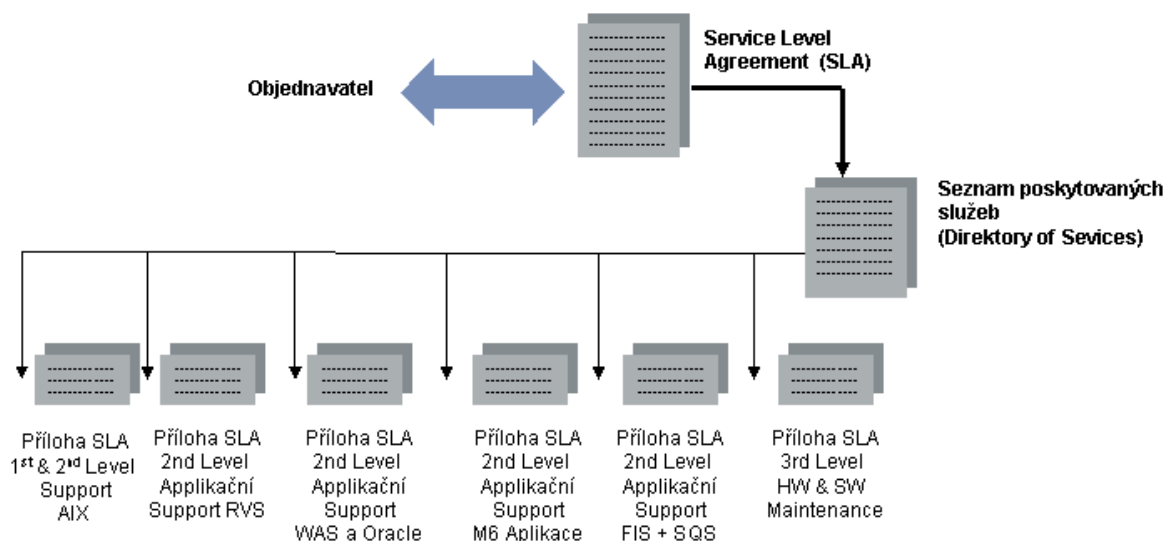 Service Level
Agreement (SLA)
Objednavatel
Seznam poskytovaných
služeb
(Direktory of Sevices)
Příloha SLA
1st & 2nd Level
Support
AIX
Příloha SLA
2nd Level
Applikační
Support RVS
Příloha SLA
2nd Level
Applikační
Support
WAS a Oracle
Příloha SLA
2nd Level
Applikační
Support
M6 Aplikace
Příloha SLA
2nd Level
Applikační
Support
FIS + SQS
Příloha SLA
3rd Level
HW & SW
Maintenance